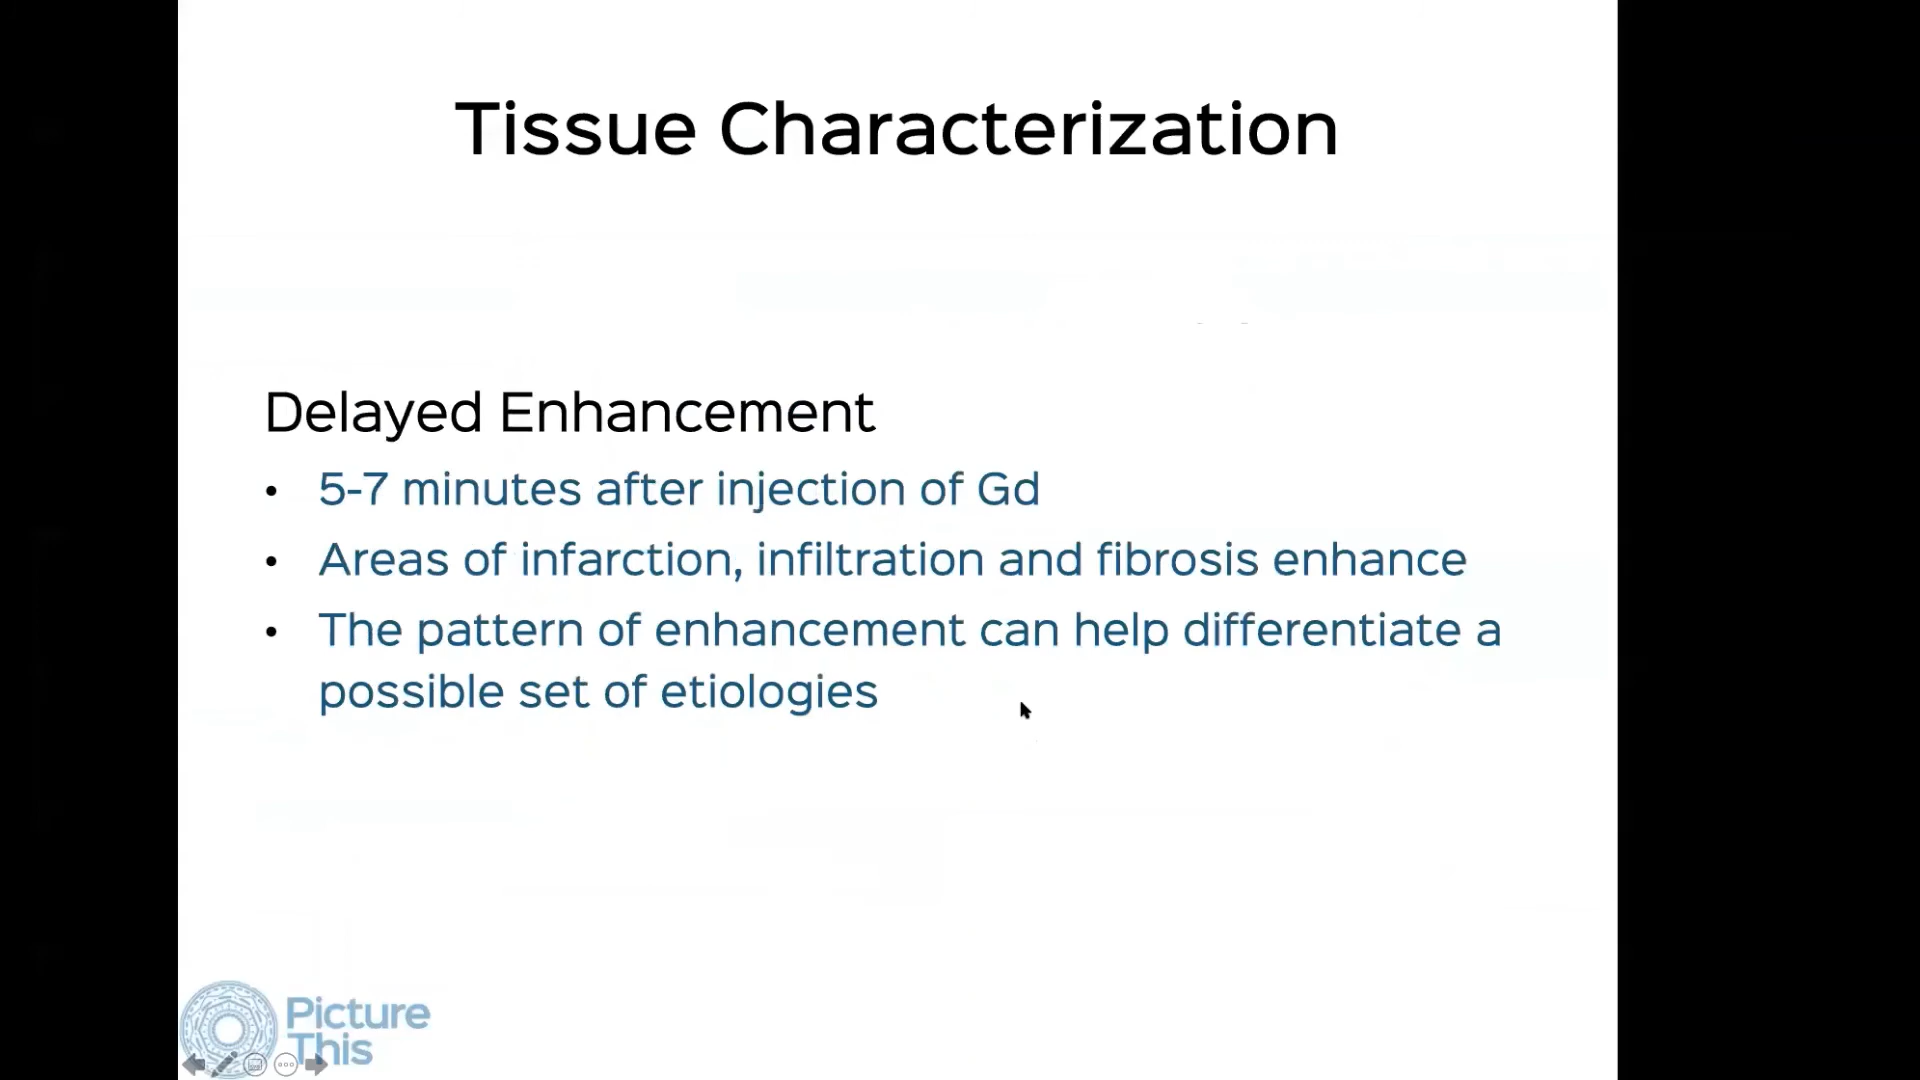 Tissue Characterization
Delayed Enhancement
• 5-7 minutes after injection of Gd
• Areas of infarction, infiltration and fibrosis enhance
• The pattern of enhancement can help differentiate a
possible set of etiologies
Picture
This